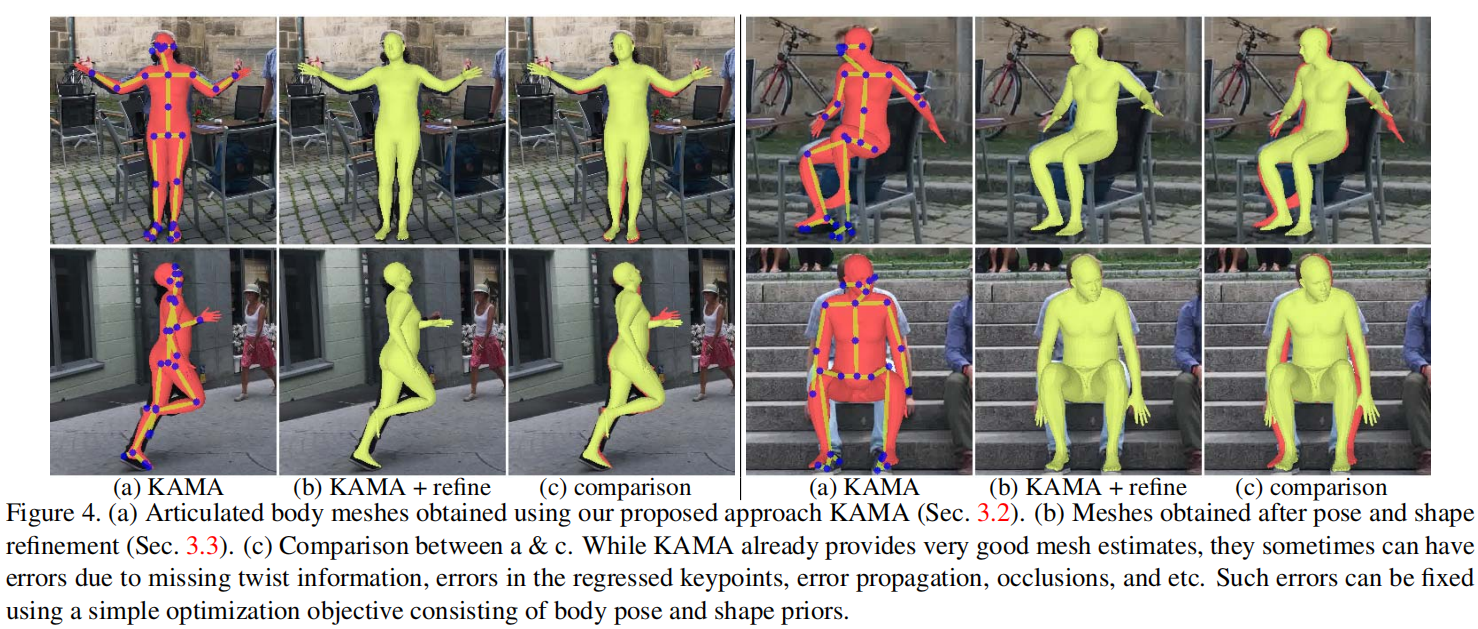 (a) KAMA (b) KAMA + refine (c) comparison (a) KAMA (b) KAMA + refine (c) comparison
Figure 4. (a) Articulated body meshes obtained using our proposed approach KAMA (Sec. 3.2). (b) Meshes obtained after pose and shape
refinement (Sec. 3.3). (c) Comparison between a & c. While KAMA already provides very good mesh estimates, they sometimes can have
errors due to missing twist information, errors in the regressed keypoints, error propagation, occlusions, and etc. Such errors can be fixed
using a simple optimization objective consisting of body pose and shape priors.